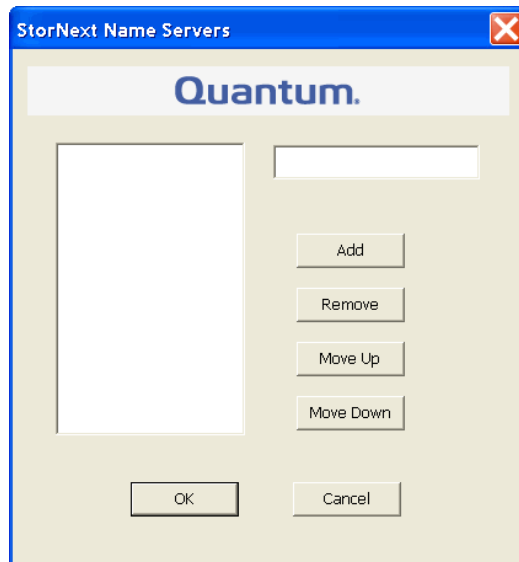 StorNext Name Servers
Quantum.
Add
Remove
Move Up
Move Down
OK Cancel